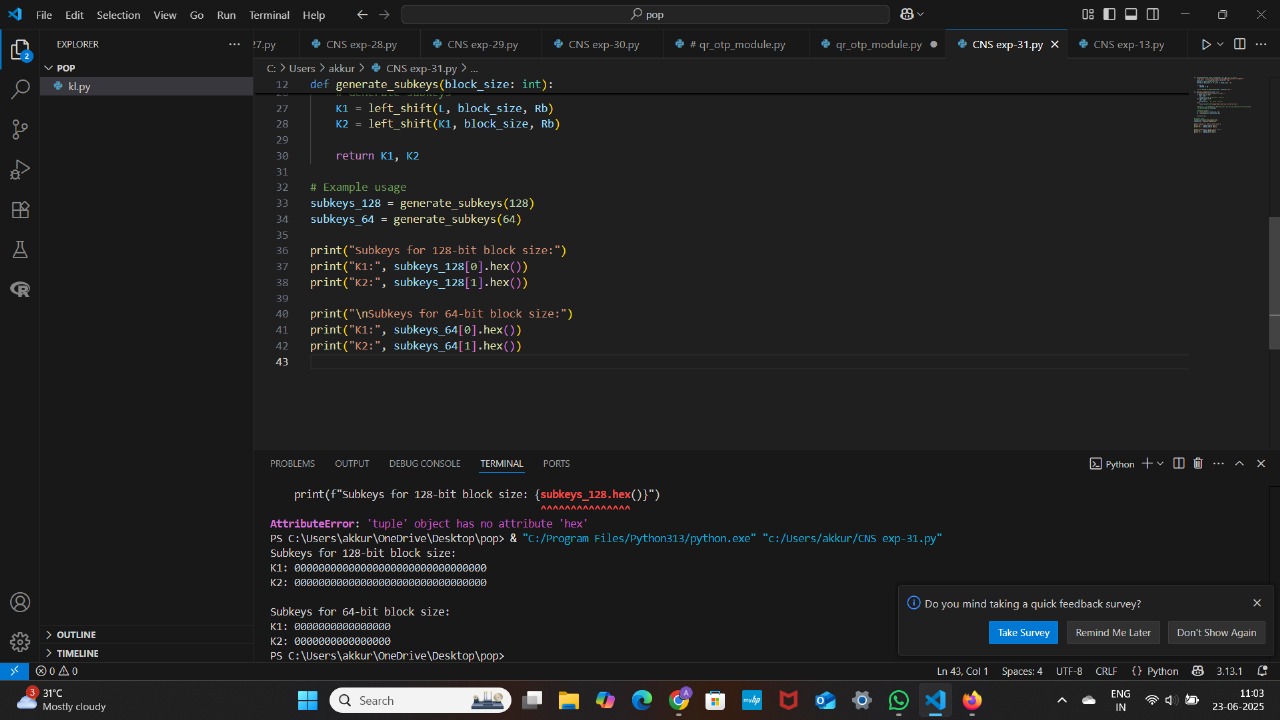 File Edit Selection View Go Run Terminal Help
pop
EXPLORER
27.py
CNS exp-28.py
CNS exp-29.py
CNS exp-30.py
# qr_otp_module.py
qr_otp_module.py
CNS exp-31.py
CNS exp-13.py
2
POP
kl.py
C: > Users > akkur > CNS exp-31.py > ...
12 def generate_subkeys(block_size: int):
27 K1 = left_shift(L, block_size, Rb)
28 K2 = left_shift(K1, block_size, Rb)
29
30 return K1, K2
31
32 # Example usage
33 subkeys_128 = generate_subkeys(128)
34 subkeys_64 = generate_subkeys(64)
35
36 print("Subkeys for 128-bit block size:")
37 print("K1:", subkeys_128[0].hex())
38 print("K2:", subkeys_128[1].hex())
39
40 print("\nSubkeys for 64-bit block size:")
41 print("K1:", subkeys_64[0].hex())
42 print("K2:", subkeys_64[1].hex())
43
PROBLEMS OUTPUT DEBUG CONSOLE TERMINAL PORTS
Python
print(f"Subkeys for 128-bit block size: {subkeys_128.hex()}")
^^^^^^^^^^^^^^^
AttributeError: 'tuple' object has no attribute 'hex'
PS C:\Users\akkur\OneDrive\Desktop\pop> & "C:/Program Files/Python313/python.exe" "c:/Users/akkur/CNS exp-31.py"
Subkeys for 128-bit block size:
K1: 00000000000000000000000000000000
K2: 00000000000000000000000000000000
Subkeys for 64-bit block size:
K1: 0000000000000000
K2: 0000000000000000
PS C:\Users\akkur\OneDrive\Desktop\pop>
Do you mind taking a quick feedback survey?
Take Survey
Remind Me Later
Don't Show Again
OUTLINE
TIMELINE
0 0
Ln 43, Col 1 Spaces: 4 UTF-8 CRLF {} Python 3.13.1
3
31°C
Mostly cloudy
Search
A
myhp
ENG
IN
11:03
23-06-2025